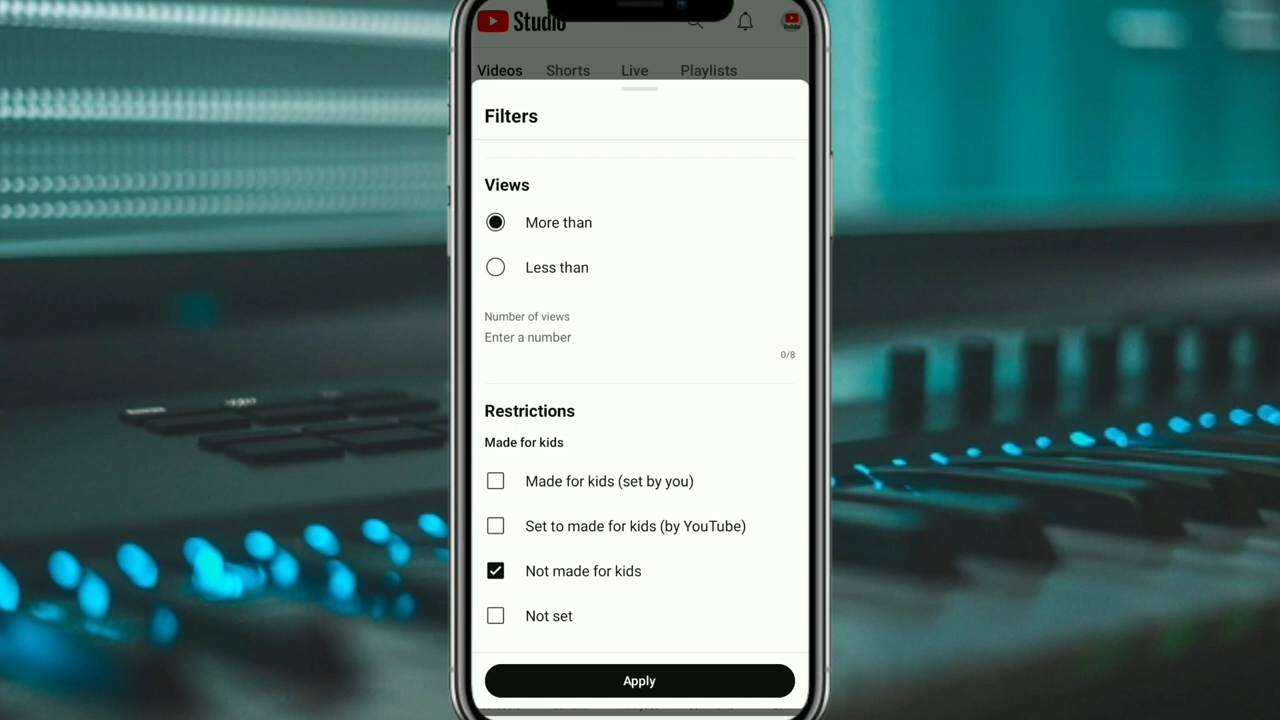 Studio
Videos Shorts Live Playlists
Filters
Views
More than
Less than
Number of views
Enter a number
0/8
Restrictions
Made for kids
Made for kids (set by you)
Set to made for kids (by YouTube)
Not made for kids
Not set
Apply